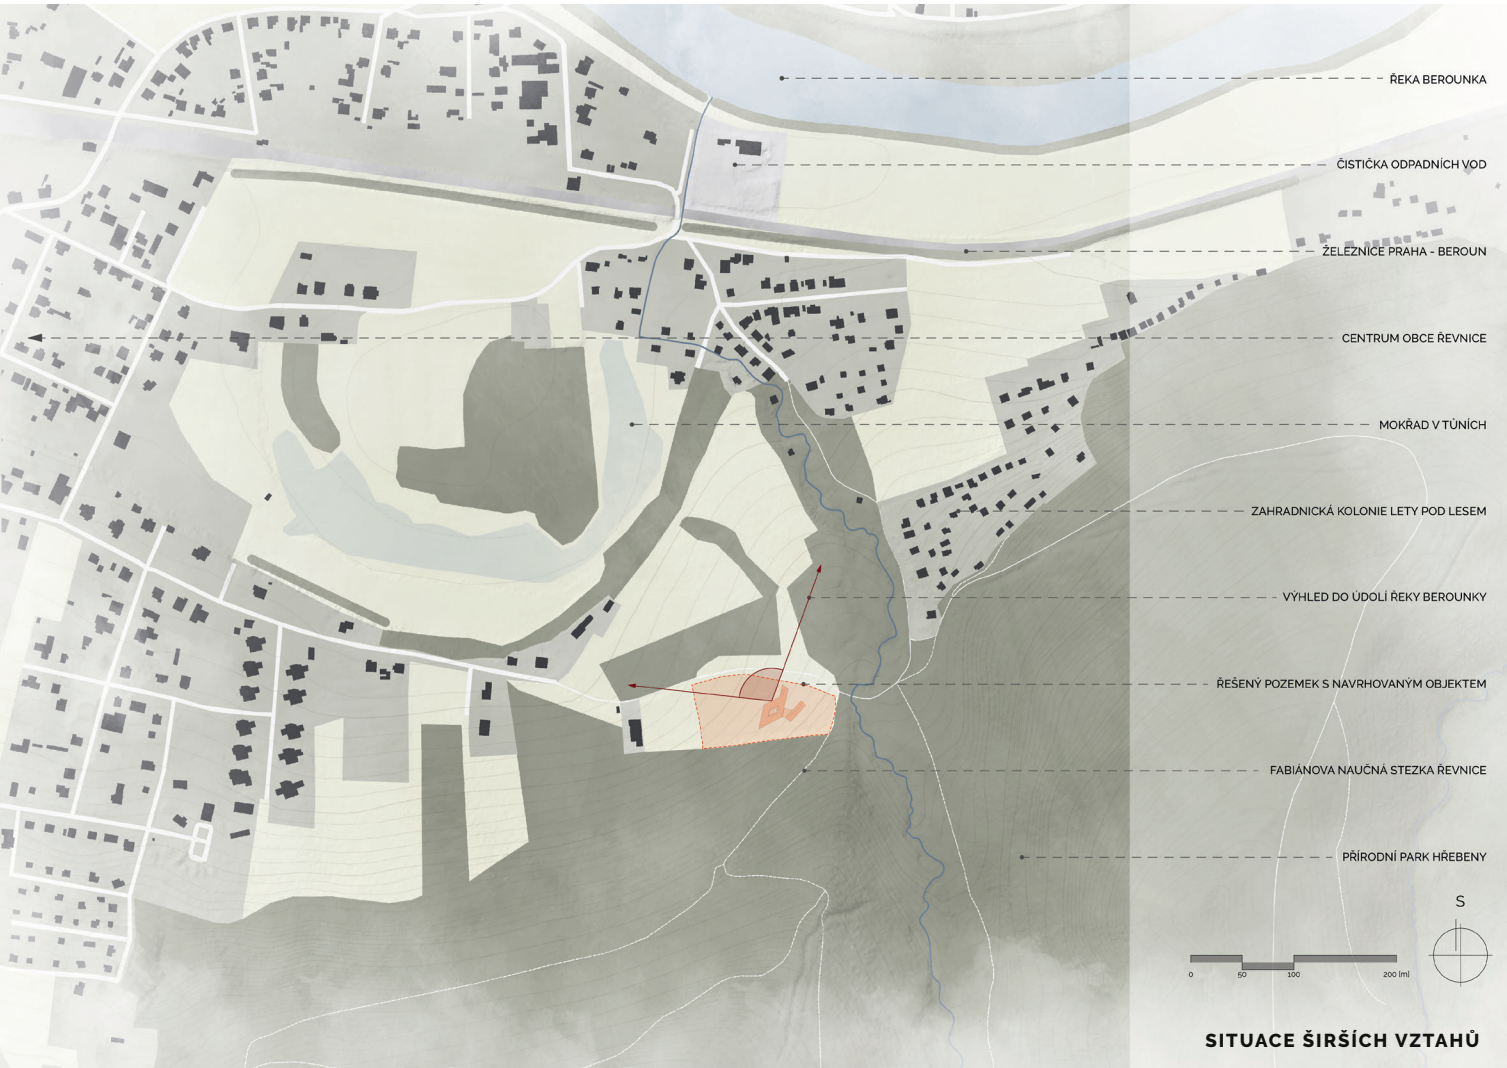 ŘEKA BEROUNKA
ČISTIČKA ODPADNÍCH VOD
ŽELEZNICE PRAHA - BEROUN
CENTRUM OBCE ŘEVNICE
MOKŘAD V TŮNÍCH
ZAHRADNICKÁ KOLONIE LETY POD LESEM
VÝHLED DO ÚDOLÍ ŘEKY BEROUNKY
ŘEŠENÝ POZEMEK S NAVRHOVANÝM OBJEKTEM
FABIÁNOVA NAUČNÁ STEZKA ŘEVNICE
PŘÍRODNÍ PARK HŘEBENY
S
0 50 100 200 [m]
SITUACE ŠIRŠÍCH VZTAHŮ